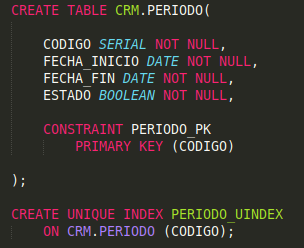 CREATE TABLE CRM.PERIODO(
CODIGO SERIAL NOT NULL,
FECHA_INICIO DATE NOT NULL,
FECHA_FIN DATE NOT NULL,
ESTADO BOOLEAN NOT NULL,
CONSTRAINT PERIODO_PK
PRIMARY KEY (CODIGO)
);
CREATE UNIQUE INDEX PERIODO_UINDEX
ON CRM.PERIODO (CODIGO);